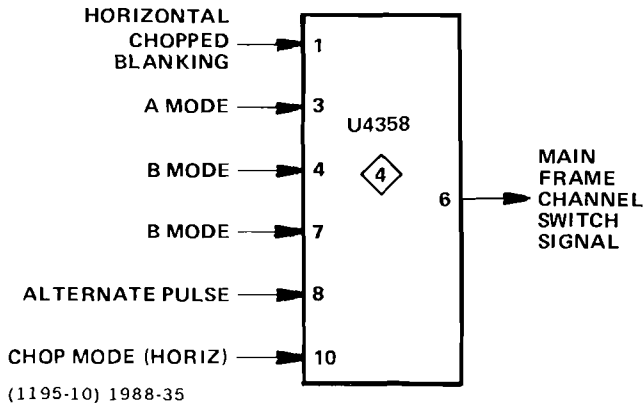 HORIZONTAL
CHOPPED
BLANKING
1
A MODE
3
U4358
B MODE
4
4
MAIN
FRAME
CHANNEL
SWITCH
SIGNAL
6
B MODE
7
ALTERNATE PULSE
8
CHOP MODE (HORIZ)
10
(1195-10) 1988-35